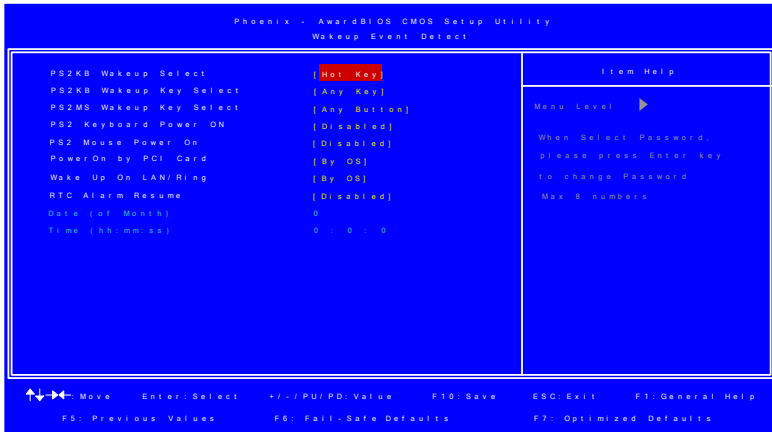 Phoenix - AwardBIOS CMOS Setup Utility
Wakeup Event Detect
PS2KB Wakeup Select [Hot Key]
PS2KB Wakeup Key Select [Any Key]
PS2MS Wakeup Key Select [Any Button]
PS2 Keyboard Power ON [Disabled]
PS2 Mouse Power On [Disabled]
PowerOn by PCI Card [By OS]
Wake Up On LAN/Ring [By OS]
RTC Alarm Resume [Disabled]
Date (of Month) 0
Time (hh:mm:ss) 0 : 0 : 0
Item Help
Menu Level
When Select Password,
please press Enter key
to change Password
Max 8 numbers
:Move Enter:Select +/-/PU/PD:Value F10:Save ESC:Exit F1:General Help
F5: Previous Values F6: Fail-Safe Defaults F7: Optimized Defaults